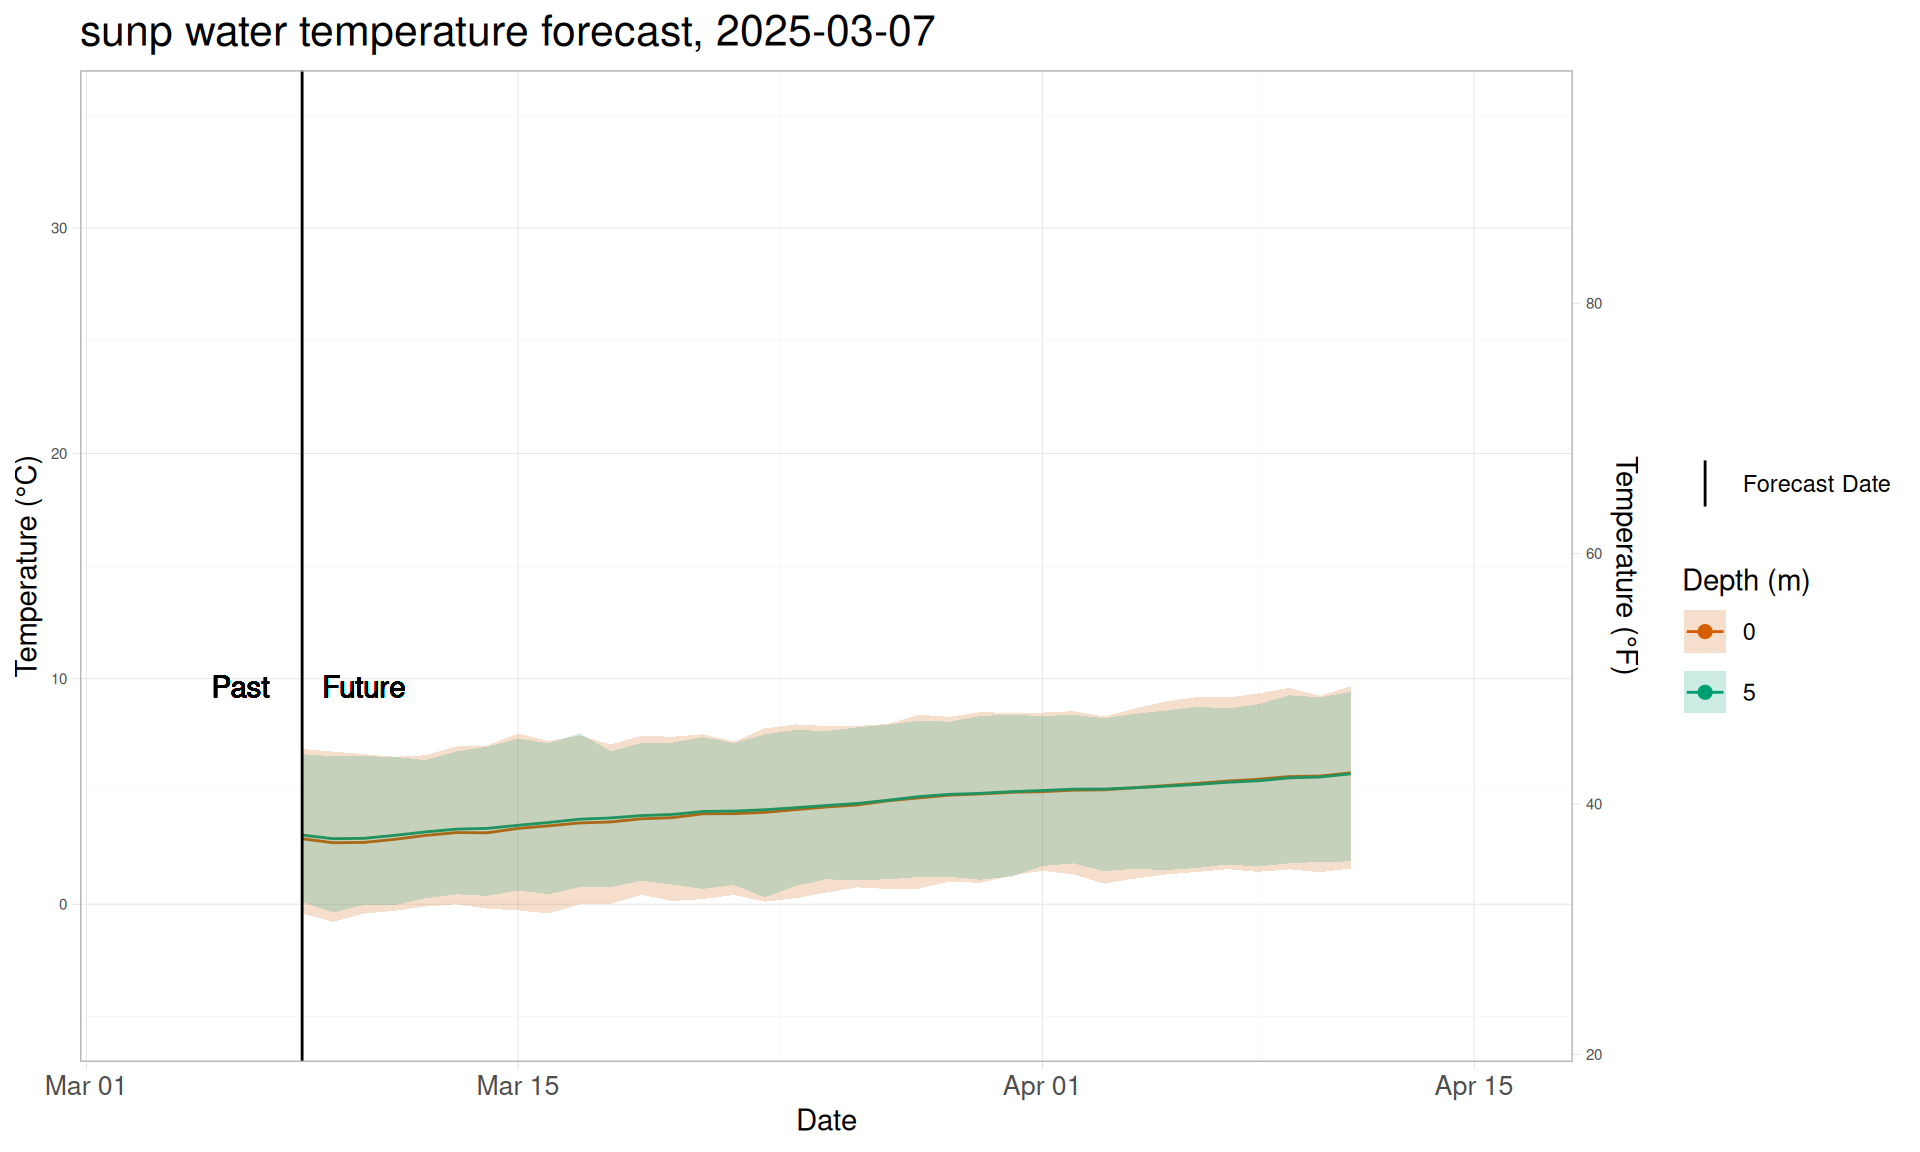 sunp water temperature forecast, 2025-03-07
Temperature (°C)
30
20
10
0
Past
Future
Mar 01
Mar 15
Apr 01
Apr 15
Date
80
60
40
20
Temperature (°F)
Forecast Date
Depth (m)
0
5